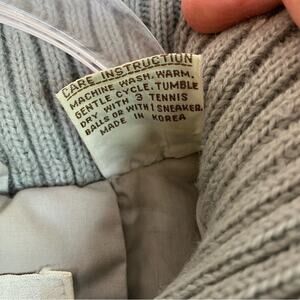 CARE INSTRUCTION
MACHINE WASH, WARM,
GENTLE CYCLE, TUMBLE
DRY WITH 3 TENNIS
BALLS OR WITH 1 SNEAKER.
MADE IN KOREA